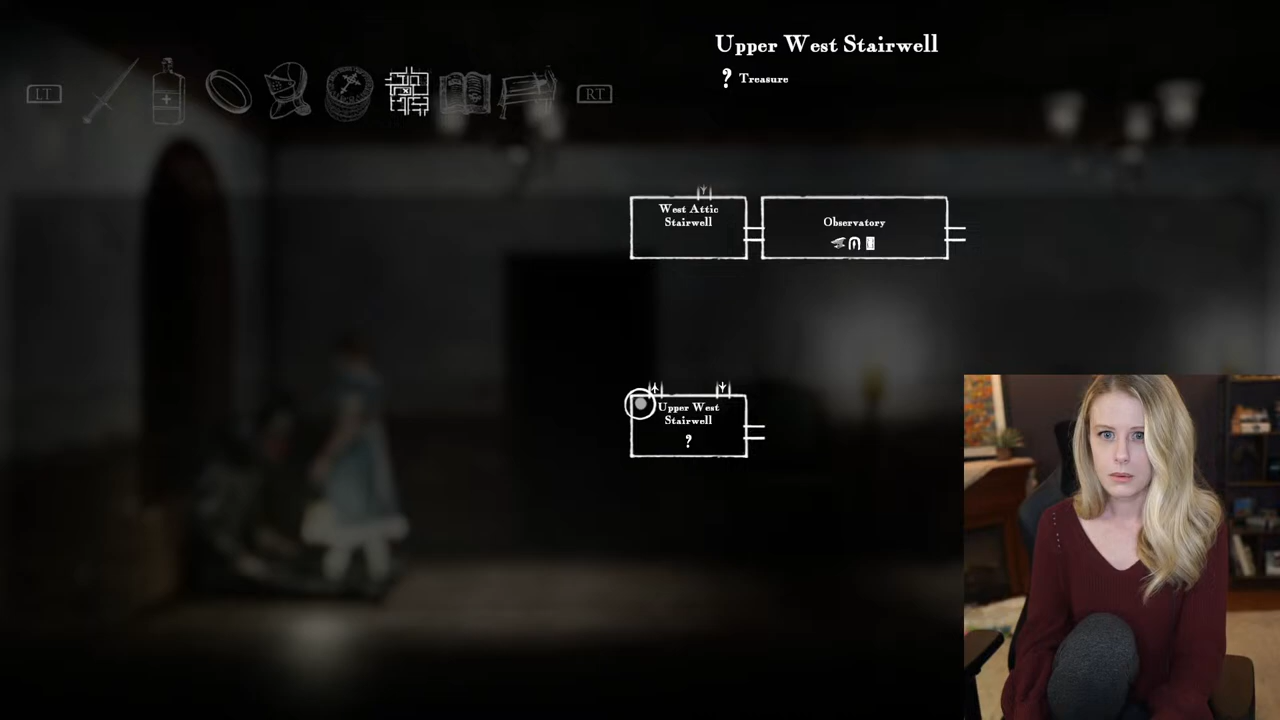 Upper West Stairwell
? Treasure
LT
RT
West Attic
Stairwell
Observatory
Upper West
Stairwell
?